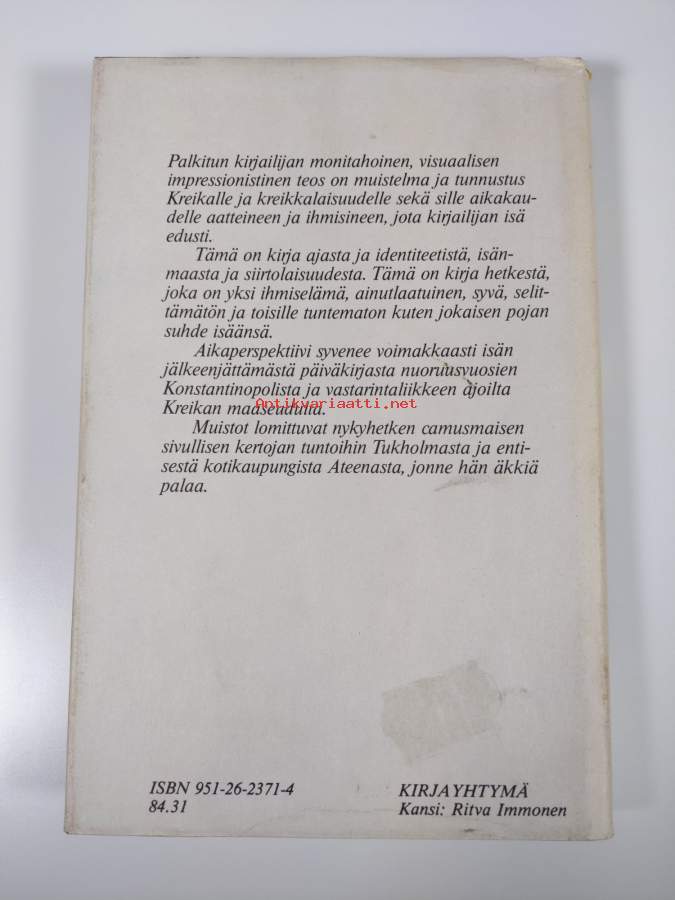 Palkitun kirjailijan monitahoinen, visuaalisen
impressionistinen teos on muistelma ja tunnustus
Kreikalle ja kreikkalaisuudelle sekä sille aikakau-
delle aatteineen ja ihmisineen, jota kirjailijan isä
edusti.
Tämä on kirja ajasta ja identiteetistä, isän-
maasta ja siirtolaisuudesta. Tämä on kirja hetkestä,
joka on yksi ihmiselämä, ainutlaatuinen, syvä, selit-
tämätön ja toisille tuntematon kuten jokaisen pojan
suhde isäänsä.
Aikaperspektiivi syvenee voimakkaasti isän
jälkeenjättämästä päiväkirjasta nuoruusvuosien
Konstantinopolista ja vastarintaliikkeen ajoilta
Antikvariaatti.net
Kreikan maaseudulla.
Muistot lomittuvat nykyhetken camusmaisen
sivullisen kertojan tuntoihin Tukholmasta ja enti-
sestä kotikaupungista Ateenasta, jonne hän äkkiä
palaa.
ISBN 951-26-2371-4
84.31
KIRJAYHTYMÄ
Kansi: Ritva Immonen